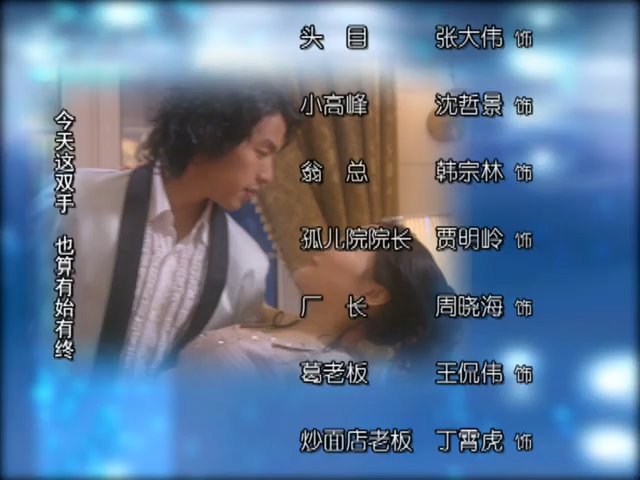 头目 张大伟 饰
小高峰 沈哲景 饰
翁总 韩宗林 饰
孤儿院院长 贾明岭 饰
厂长 周晓海 饰
葛老板 王侃伟 饰
炒面店老板 丁霄虎 饰
今天这双手 也算有始有终